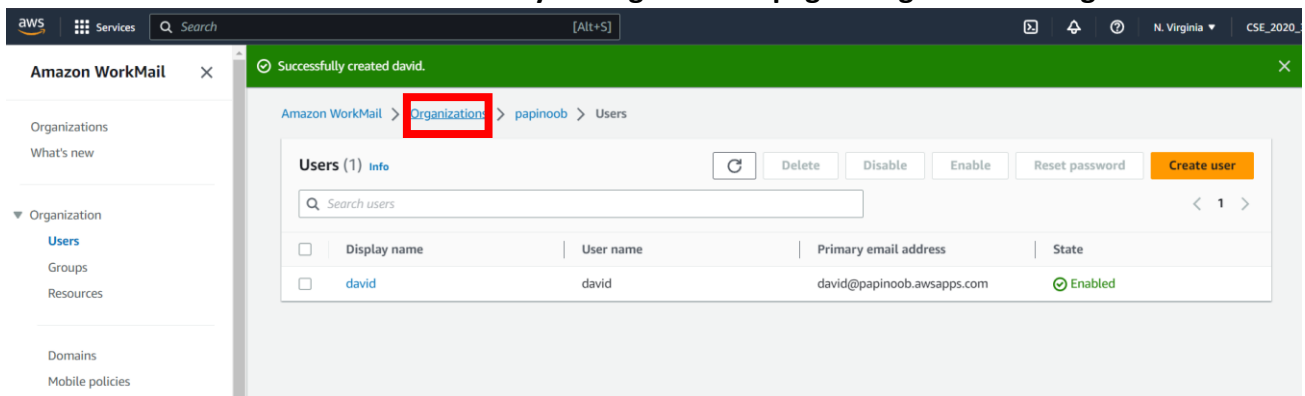 aws Services Search [Alt+S] N. Virginia CSE_2020_
Amazon WorkMail
Organizations
What's new
Organization
Users
Groups
Resources
Domains
Mobile policies
Successfully created david.
Amazon WorkMail > Organizations > papinoob > Users
Users (1) Info Delete Disable Enable Reset password Create user
Search users < 1 >
Display name User name Primary email address State
david david david@papinoob.awsapps.com Enabled